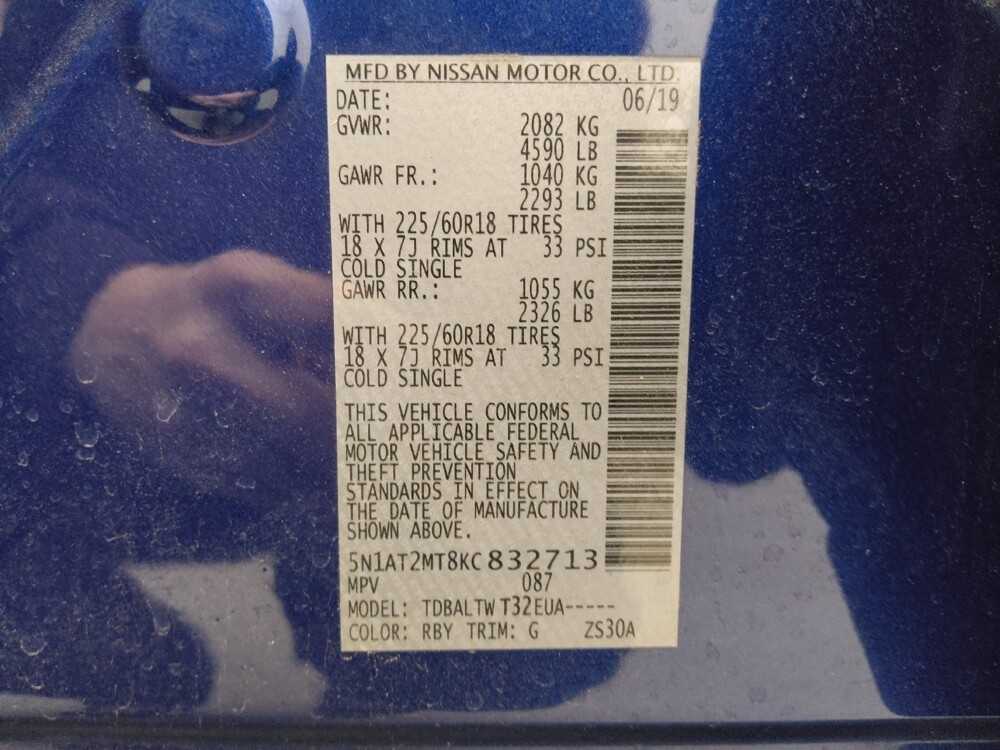 MFD BY NISSAN MOTOR CO., LTD.
DATE: 06/19
GVWR: 2082 KG
4590 LB
GAWR FR.: 1040 KG
2293 LB
WITH 225/60R18 TIRES
18 X 7J RIMS AT 33 PSI
COLD SINGLE
GAWR RR.: 1055 KG
2326 LB
WITH 225/60R18 TIRES
18 X 7J RIMS AT 33 PSI
COLD SINGLE
THIS VEHICLE CONFORMS TO
ALL APPLICABLE FEDERAL
MOTOR VEHICLE SAFETY AND
THEFT PREVENTION
STANDARDS IN EFFECT ON
THE DATE OF MANUFACTURE
SHOWN ABOVE.
5N1AT2MT8KC832713
MPV 087
MODEL: TDBALTWT32EUA-----
COLOR: RBY TRIM: G ZS30A